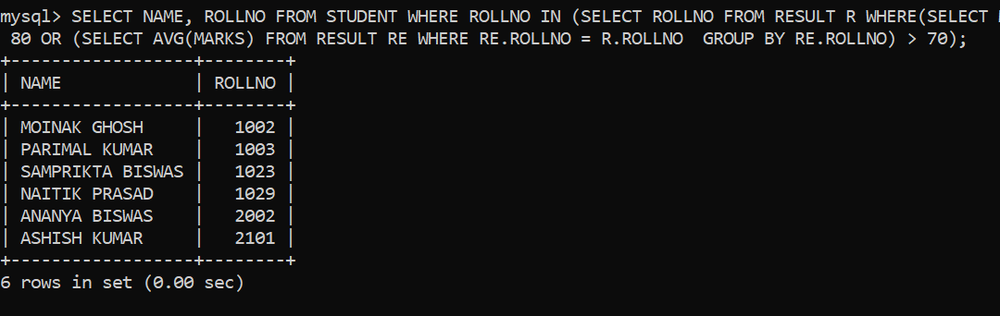 mysql> SELECT NAME, ROLLNO FROM STUDENT WHERE ROLLNO IN (SELECT ROLLNO FROM RESULT R WHERE(SELECT
 80 OR (SELECT AVG(MARKS) FROM RESULT RE WHERE RE.ROLLNO = R.ROLLNO  GROUP BY RE.ROLLNO) > 70);
+------------------+--------+
| NAME             | ROLLNO |
+------------------+--------+
| MOINAK GHOSH     |   1002 |
| PARIMAL KUMAR    |   1003 |
| SAMPRIKTA BISWAS |   1023 |
| NAITIK PRASAD    |   1029 |
| ANANYA BISWAS    |   2002 |
| ASHISH KUMAR     |   2101 |
+------------------+--------+
6 rows in set (0.00 sec)